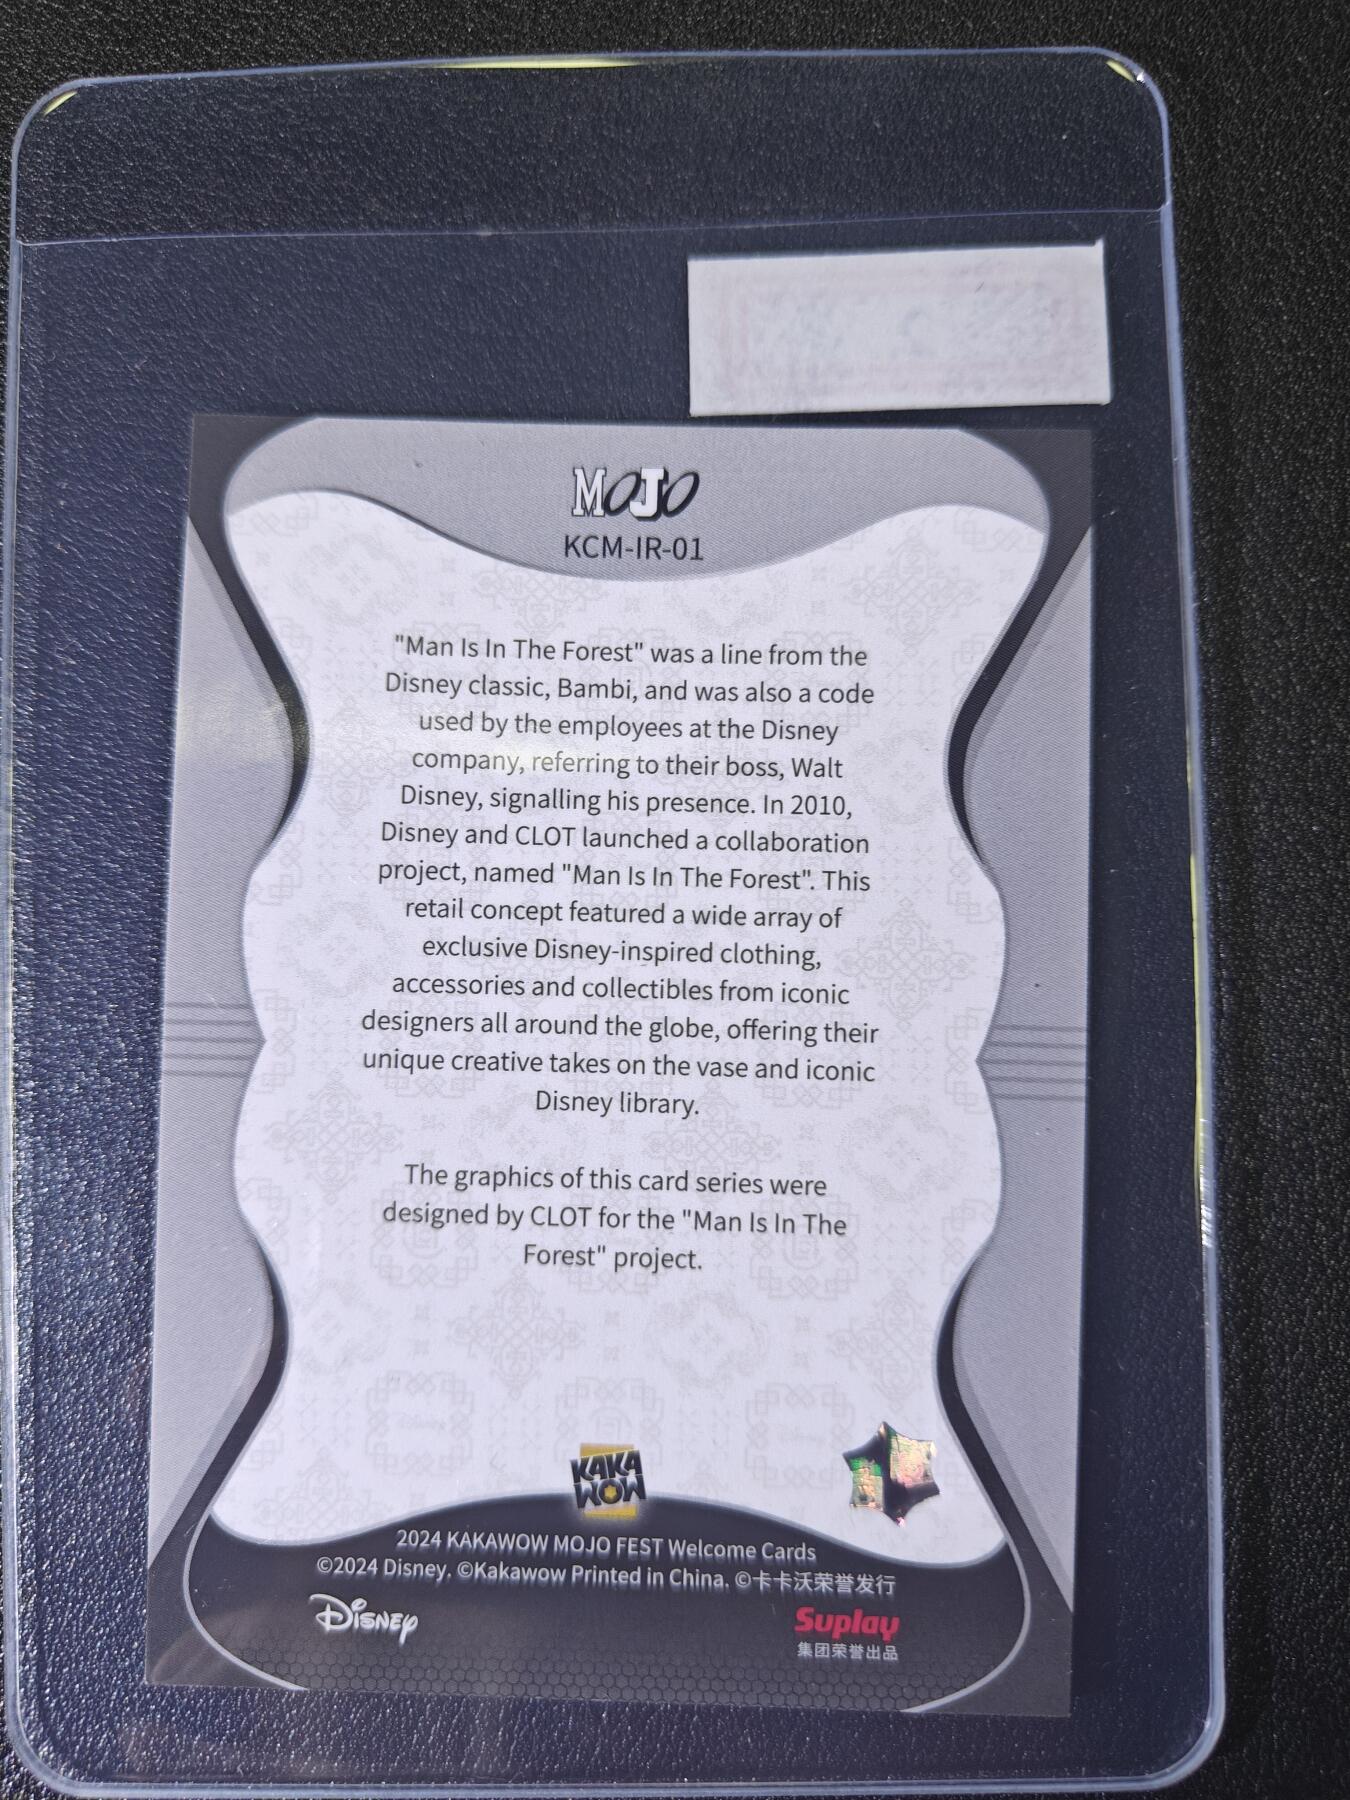 MOJO
KCM-IR-01
"Man Is In The Forest" was a line from the
Disney classic, Bambi, and was also a code
used by the employees at the Disney
company, referring to their boss, Walt
Disney, signalling his presence. In 2010,
Disney and CLOT launched a collaboration
project, named "Man Is In The Forest". This
retail concept featured a wide array of
exclusive Disney-inspired clothing,
accessories and collectibles from iconic
designers all around the globe, offering their
unique creative takes on the vase and iconic
Disney library.
The graphics of this card series were
designed by CLOT for the "Man Is In The
Forest" project.
KAKA
WOW
2024 KAKAWOW MOJO FEST Welcome Cards
©2024 Disney. ©Kakawow Printed in China. ©卡卡沃荣誉发行
Disney
Suplay
集团荣誉出品